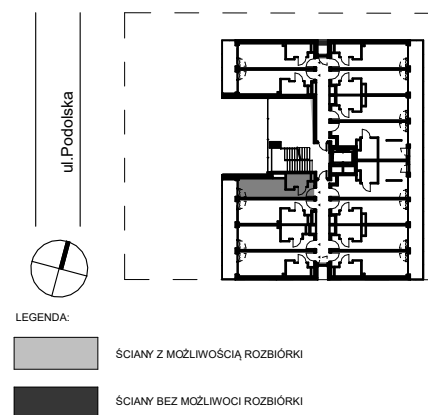 ul.Podolska
LEGENDA:
ŚCIANY Z MOŻLIWOŚCIĄ ROZBIÓRKI
ŚCIANY BEZ MOŻLIWOCI ROZBIÓRKI